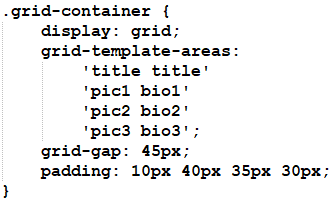 .grid-container {
    display: grid;
    grid-template-areas:
        'title title'
        'pic1 bio1'
        'pic2 bio2'
        'pic3 bio3';
    grid-gap: 45px;
    padding: 10px 40px 35px 30px;
}